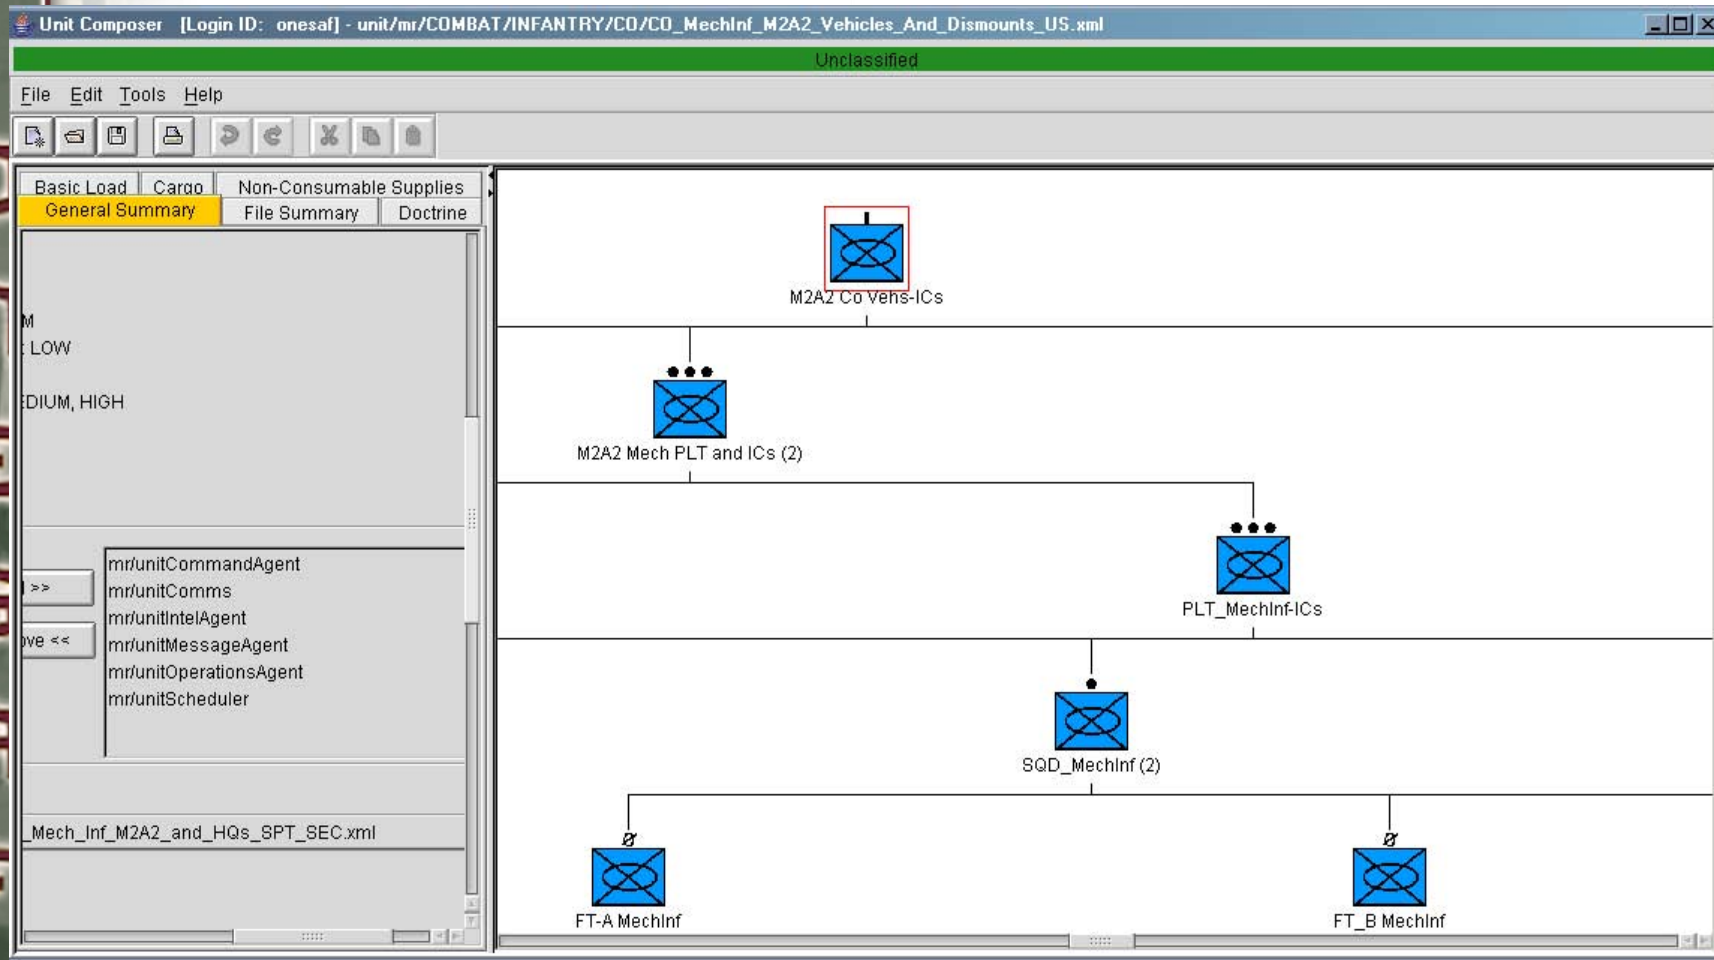 Unit Composer [Login ID: onesaf] - unit/mr/COMBAT/INFANTRY/CO/CO_MechInf_M2A2_Vehicles_And_Dismounts_US.xml
Unclassified
File Edit Tools Help
Basic Load Cargo Non-Consumable Supplies
General Summary File Summary Doctrine
M
: LOW
EDIUM, HIGH
>>
ove <<
mr/unitCommandAgent
mr/unitComms
mr/unitIntelAgent
mr/unitMessageAgent
mr/unitOperationsAgent
mr/unitScheduler
_Mech_Inf_M2A2_and_HQs_SPT_SEC.xml
M2A2 Co Vehs-ICs
M2A2 Mech PLT and ICs (2)
PLT_MechInf-ICs
SQD_MechInf (2)
FT-A MechInf
FT_B MechInf